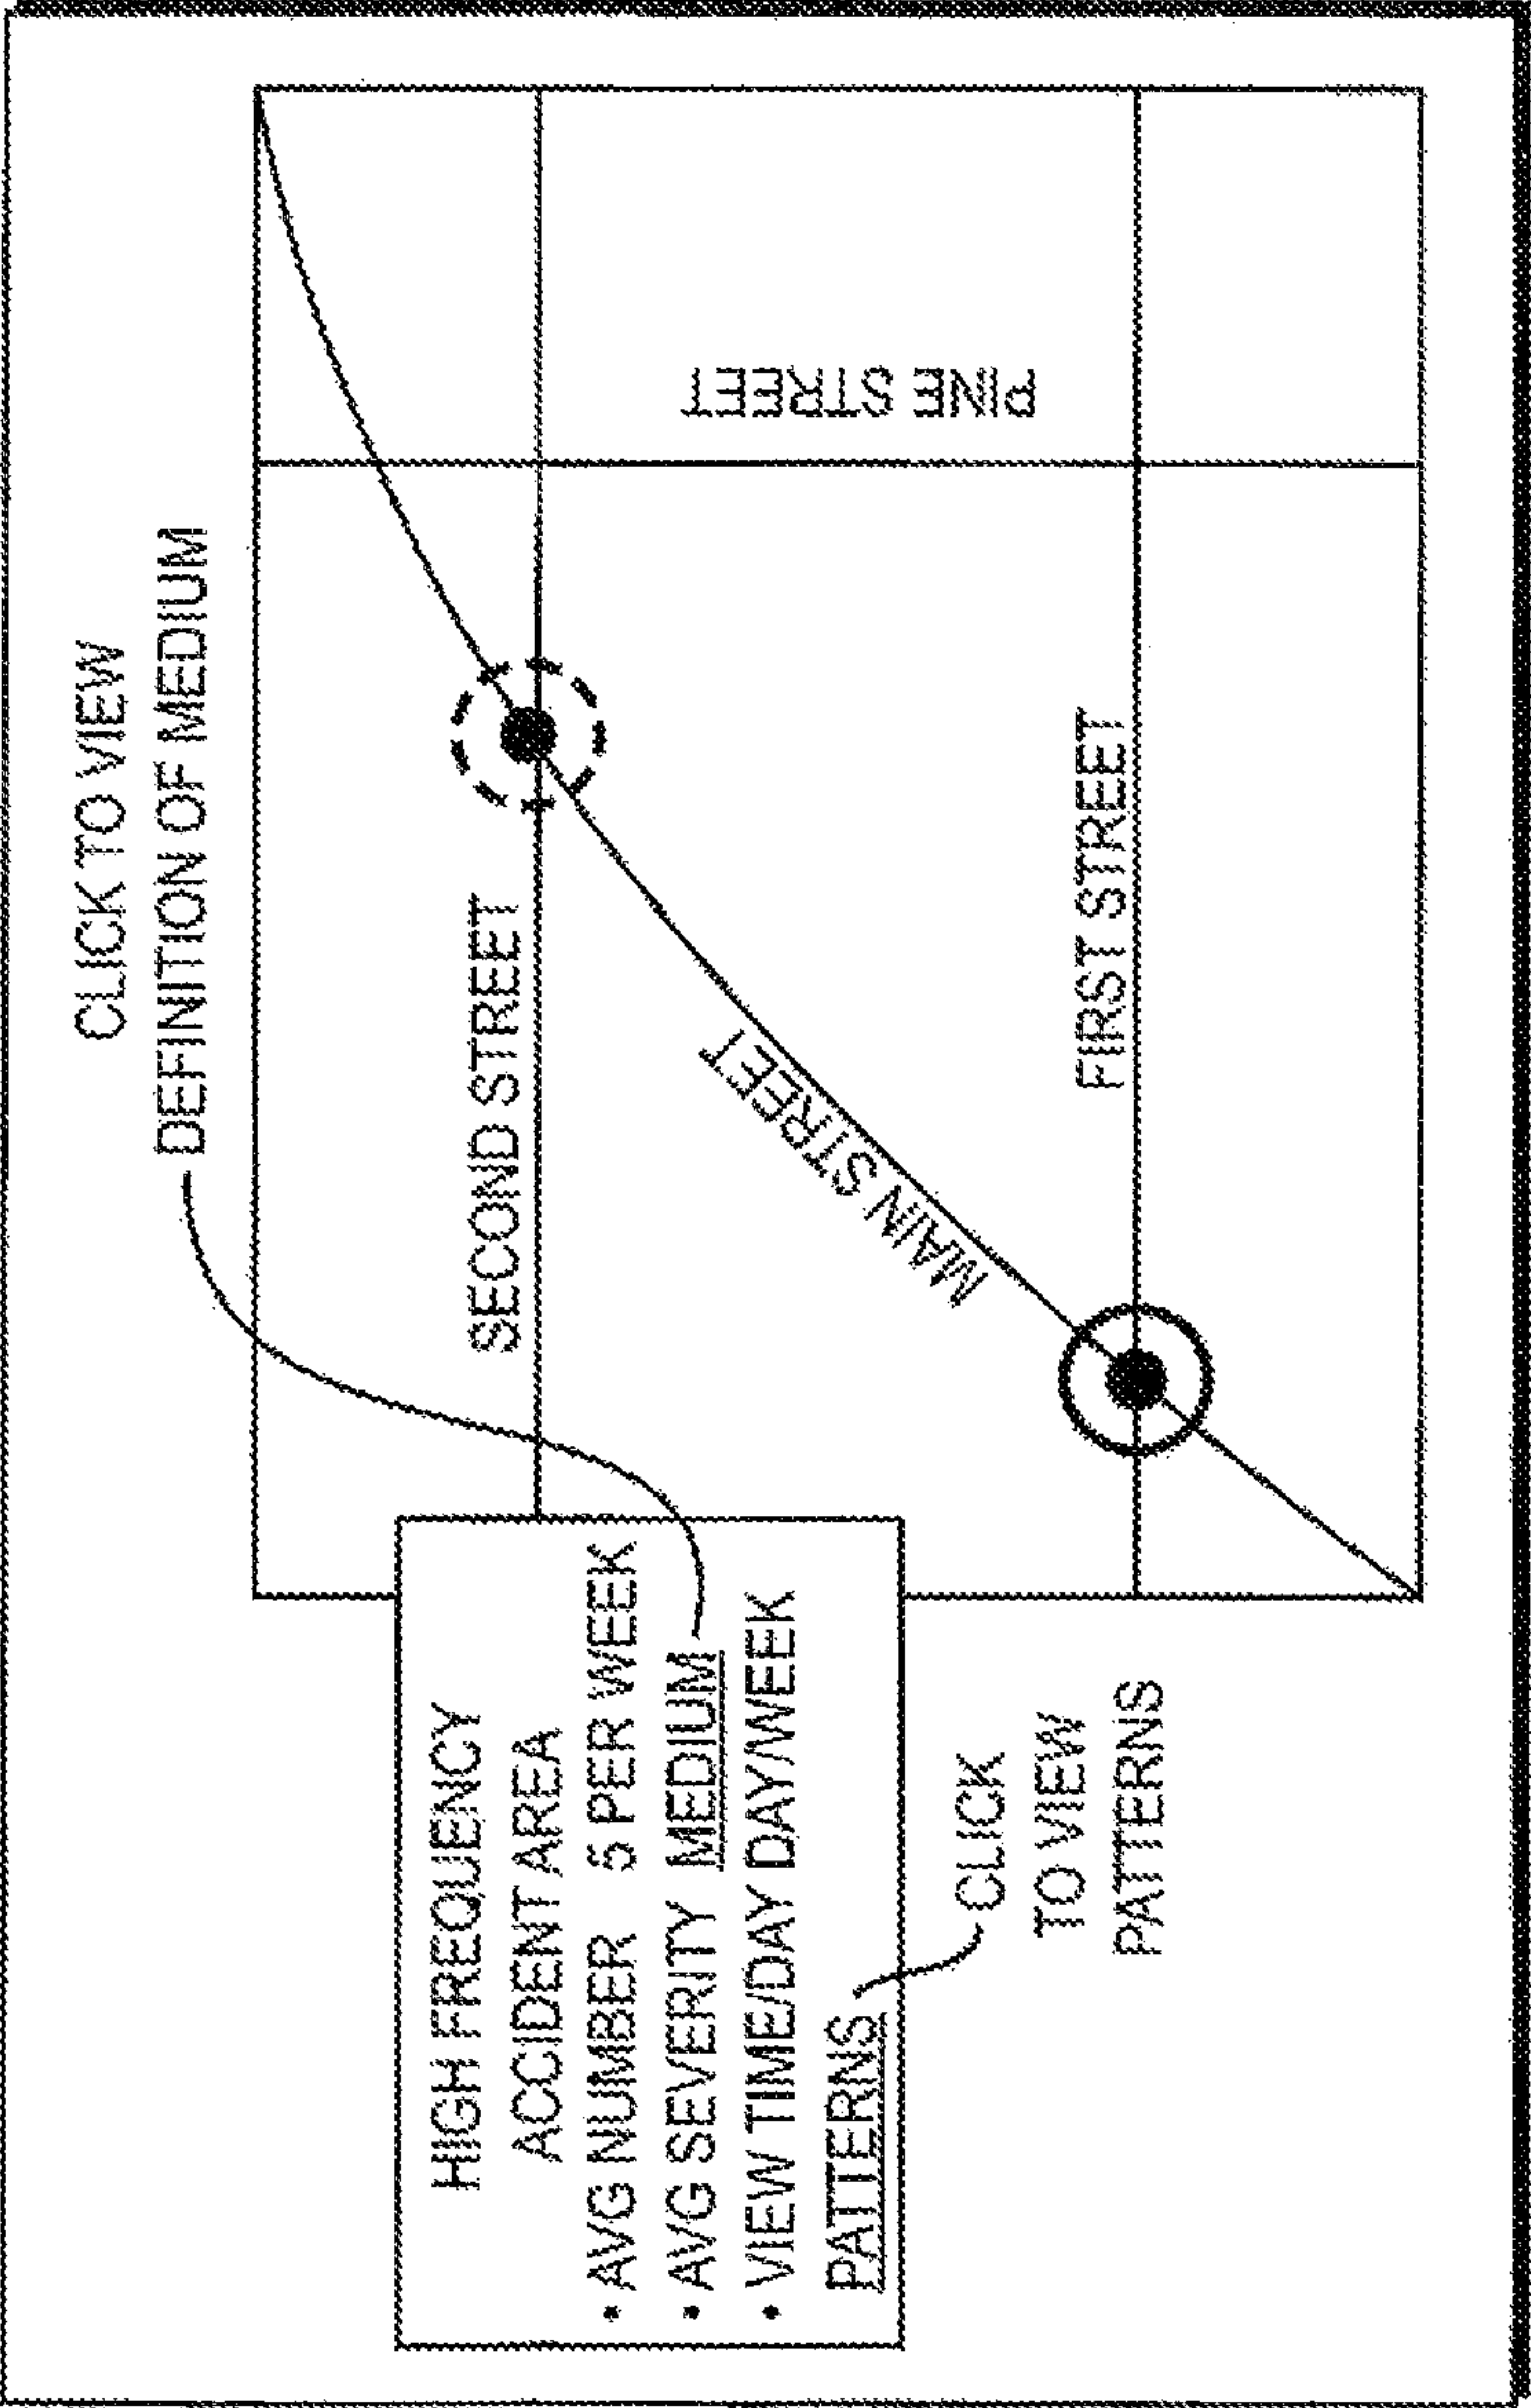 CLICK TO VIEW
DEFINITION OF MEDIUM
HIGH FREQUENCY
ACCIDENT AREA
• AVG NUMBER 5 PER WEEK
• AVG SEVERITY MEDIUM
• VIEW TIME/DAY DAY/WEEK
PATTERNS
CLICK
TO VIEW
PATTERNS
SECOND STREET
MAIN STREET
FIRST STREET
PINE STREET